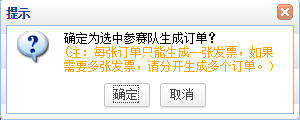 提示
确定为选中参赛队生成订单？
(注：每张订单只能生成一张发票，如果
需要多张发票，请分开生成多个订单。)
确定
取消